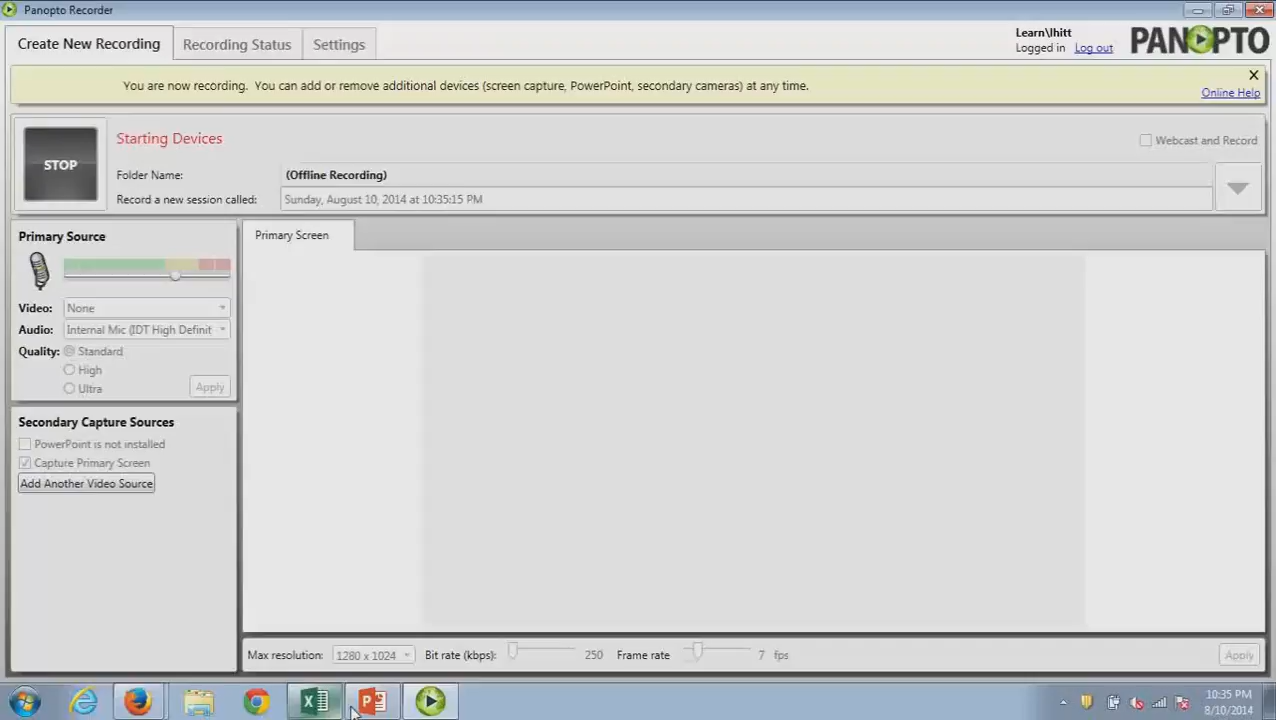 Panopto Recorder
Create New Recording
Recording Status
Settings
Learn\lhitt
Logged in Log out
PANOPTO
You are now recording. You can add or remove additional devices (screen capture, PowerPoint, secondary cameras) at any time.
X
Online Help
STOP
Starting Devices
Webcast and Record
Folder Name: (Offline Recording)
Record a new session called: Sunday, August 10, 2014 at 10:35:15 PM
Primary Source
Primary Screen
Video: None
Audio: Internal Mic (IDT High Definit
Quality: Standard
High
Ultra
Apply
Secondary Capture Sources
PowerPoint is not installed
Capture Primary Screen
Add Another Video Source
Max resolution: 1280 x 1024 Bit rate (kbps): 250 Frame rate 7 fps Apply
10:35 PM
8/10/2014